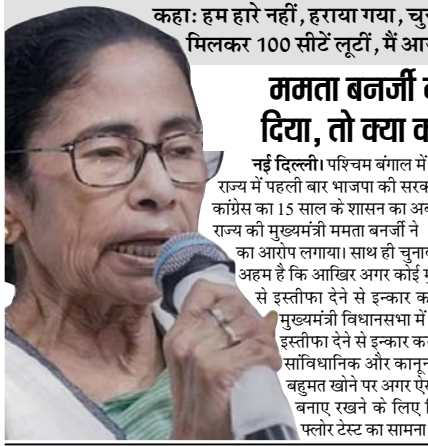 कहा: हम हारे नहीं, हराया गया, चु
मिलकर 100 सीटें लूटीं, मैं आ
ममता बनर्जी
दिया, तो क्या
नई दिल्ली। पश्चिम बंगाल में
राज्य में पहली बार भाजपा की सरक
कांग्रेस का 15 साल के शासन का अ
राज्य की मुख्यमंत्री ममता बनर्जी ने
का आरोप लगाया। साथ ही चुनाव
अहम है कि आखिर अगर कोई मु
से इस्तीफा देने से इन्कार क
मुख्यमंत्री विधानसभा में
इस्तीफा देने से इन्कार क
सांविधानिक और कानून
बहुमत खोने पर अगर ऐस
बनाए रखने के लिए
फ्लोर टेस्ट का सामना